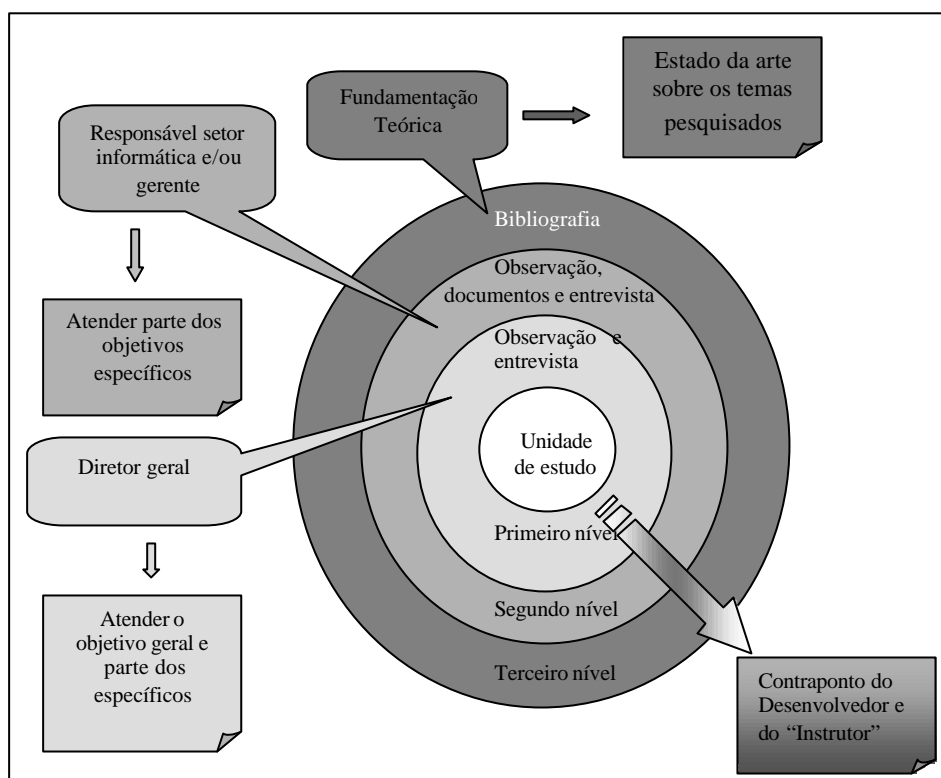 Estado da arte
sobre os temas
pesquisados
Fundamentação
Teórica
Responsável setor
informática e/ou
gerente
Bibliografia
Observação,
documentos e entrevista
Atender parte dos
objetivos
específicos
Observação e
entrevista
Unidade
de estudo
Diretor geral
Primeiro nível
Segundo nível
Atender o
objetivo geral e
parte dos
específicos
Terceiro nível
Contraponto do
Desenvolvedor e
do “Instrutor”